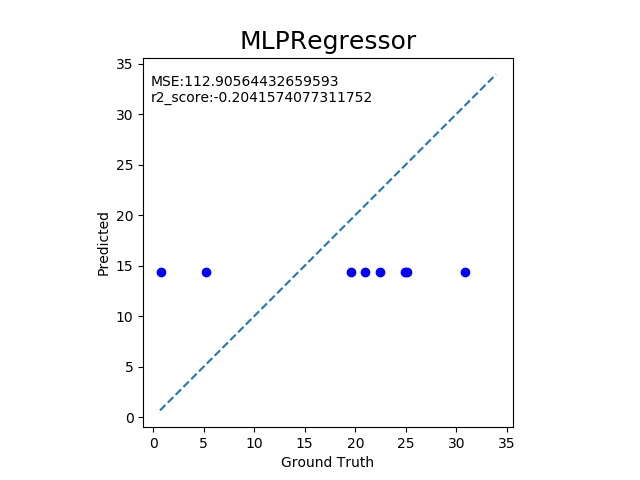 MLPRegressor
MSE:112.90564432659593
r2_score:-0.2041574077311752
35
30
25
20
15
10
5
0
Predicted
0 5 10 15 20 25 30 35
Ground Truth